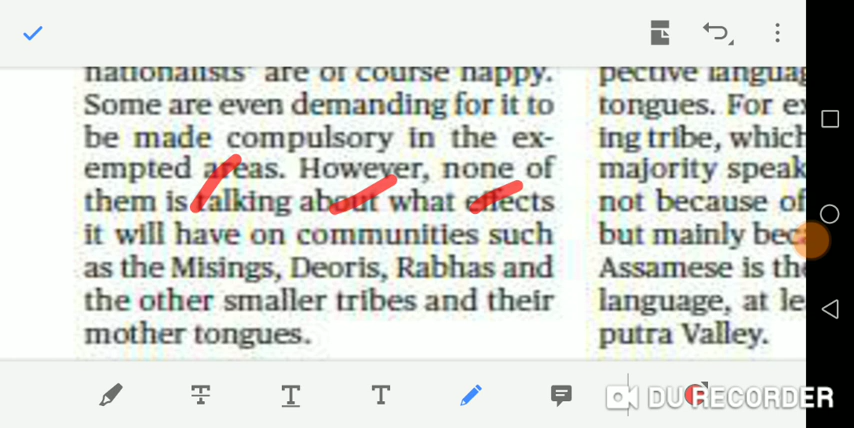 nationalists' are of course happy.
Some are even demanding for it to
be made compulsory in the ex-
empted areas. However, none of
them is talking about what effects
it will have on communities such
as the Misings, Deoris, Rabhas and
the other smaller tribes and their
mother tongues.
pective languag
tongues. For ex
ing tribe, which
majority speak
not because of
but mainly beca
Assamese is the
language, at le
putra Valley.
T
T
T
DU RECORDER